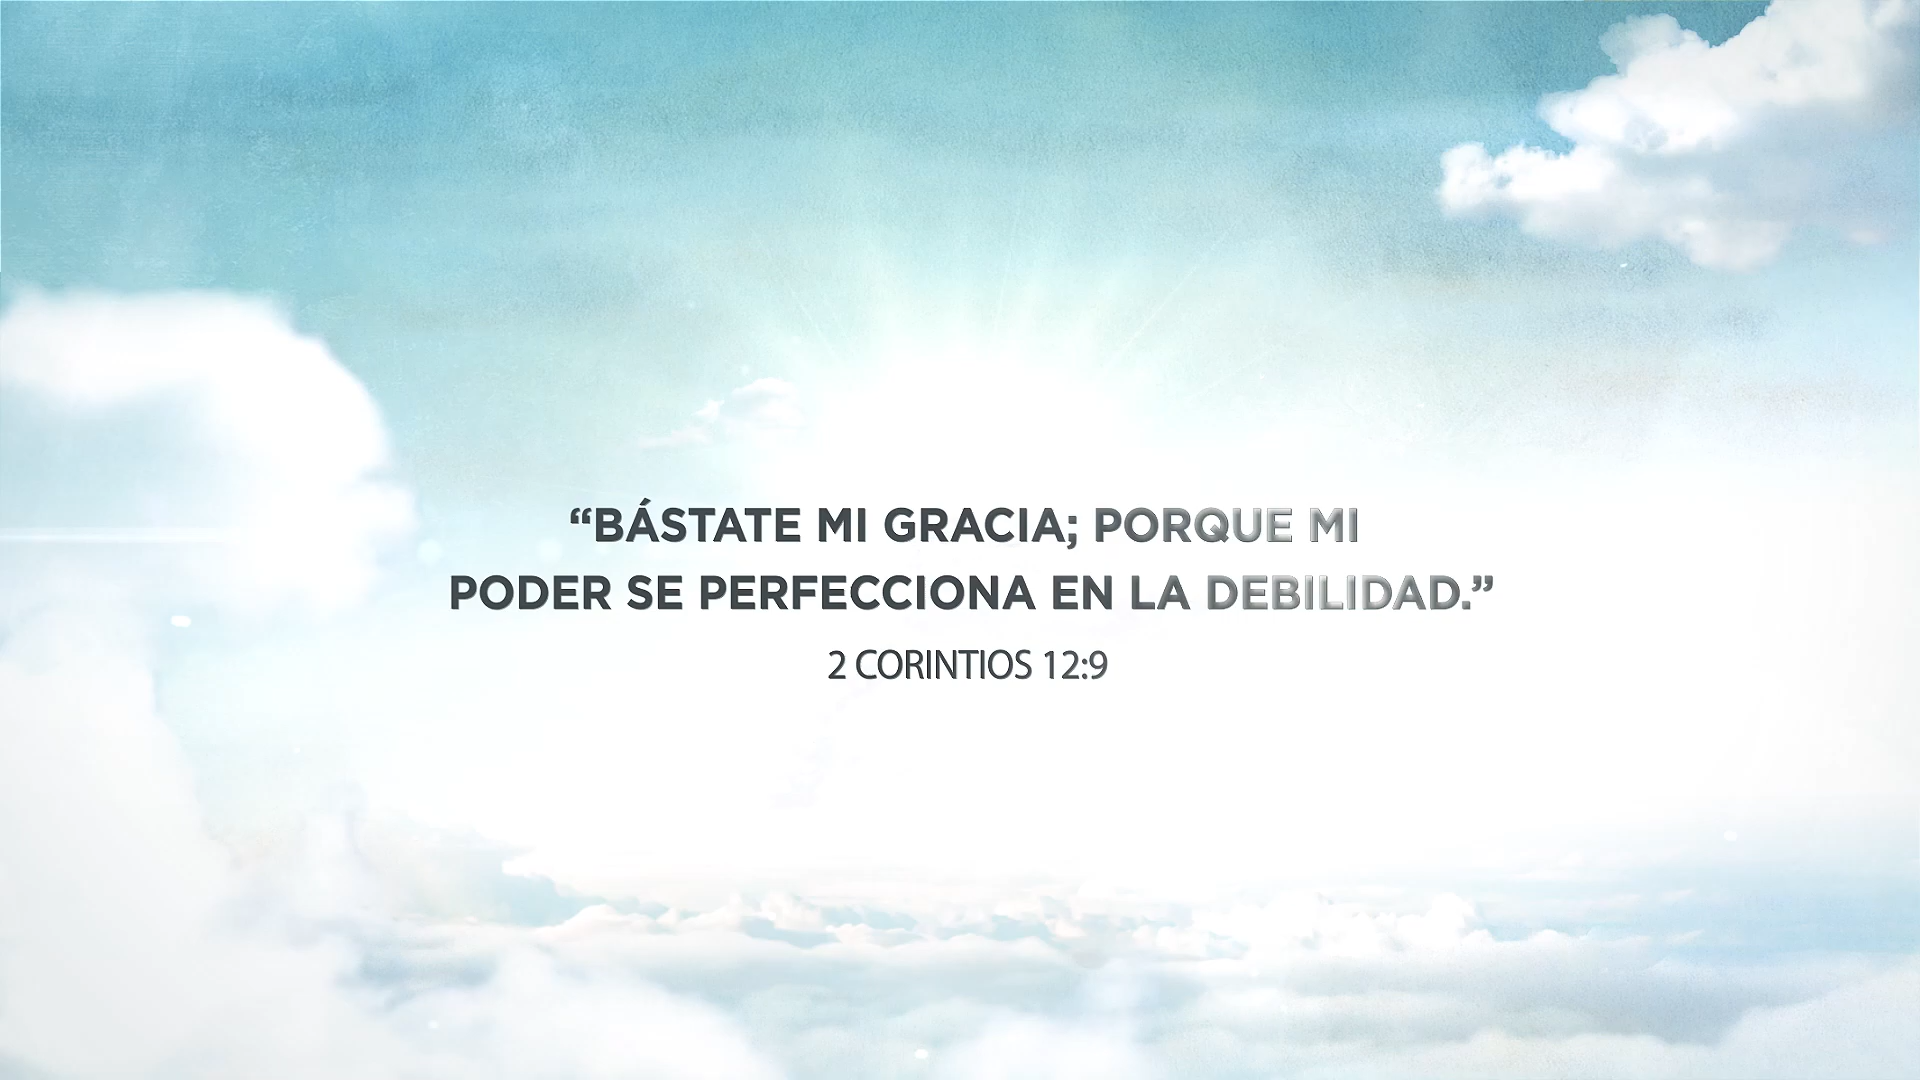 “BÁSTATE MI GRACIA; PORQUE MI
PODER SE PERFECCIONA EN LA DEBILIDAD.”
2 CORINTIOS 12:9